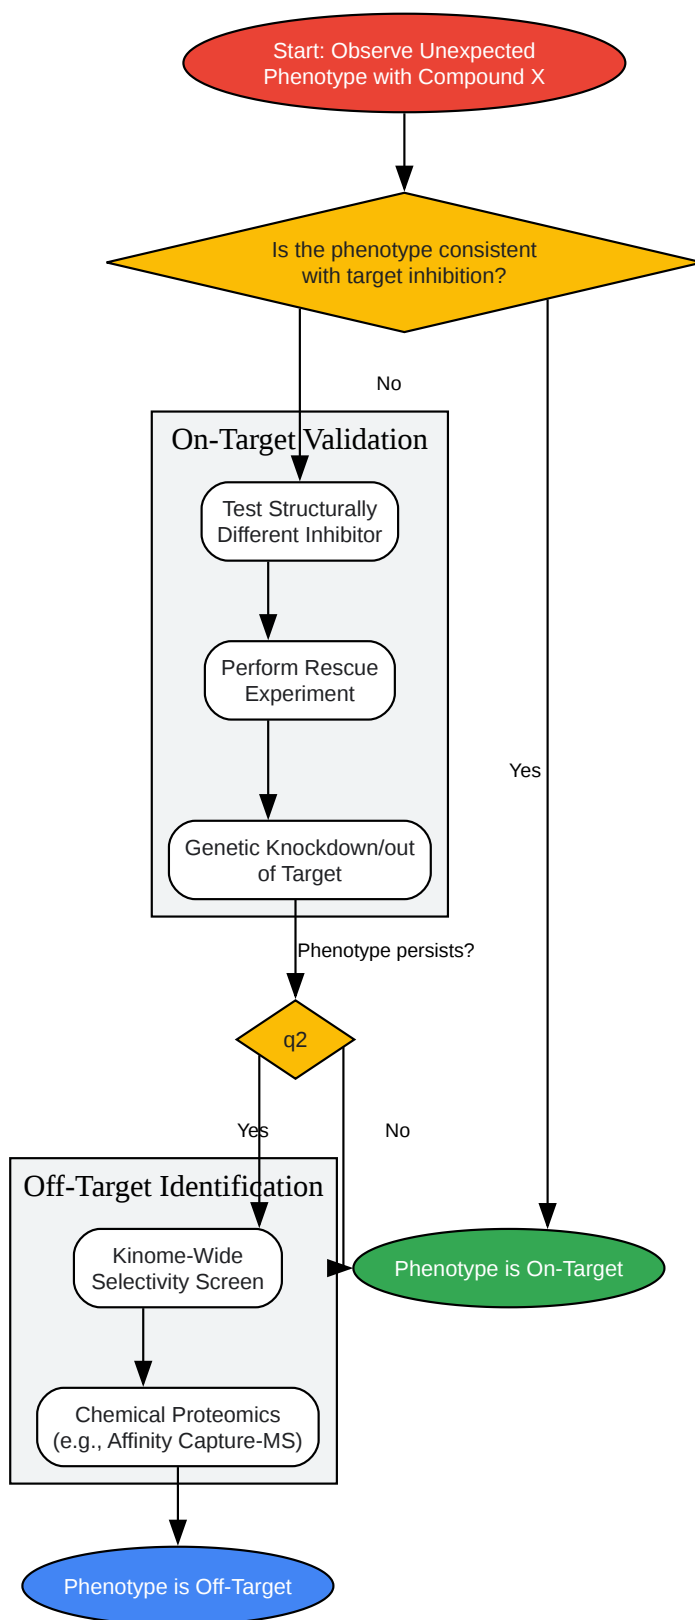 Start: Observe Unexpected
Phenotype with Compound X
Is the phenotype consistent
with target inhibition?
No
On-Target Validation
Test Structurally
Different Inhibitor
Perform Rescue
Experiment
Yes
Genetic Knockdown/out
of Target
Phenotype persists?
q2
Yes
No
Off-Target Identification
Kinome-Wide
Selectivity Screen
Phenotype is On-Target
Chemical Proteomics
(e.g., Affinity Capture-MS)
Phenotype is Off-Target